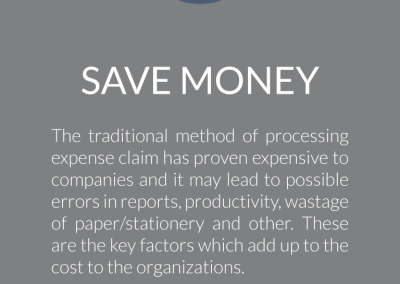 SAVE MONEY
The traditional method of processing
expense claim has proven expensive to
companies and it may lead to possible
errors in reports, productivity, wastage
of paper/stationery and other. These
are the key factors which add up to the
cost to the organizations.